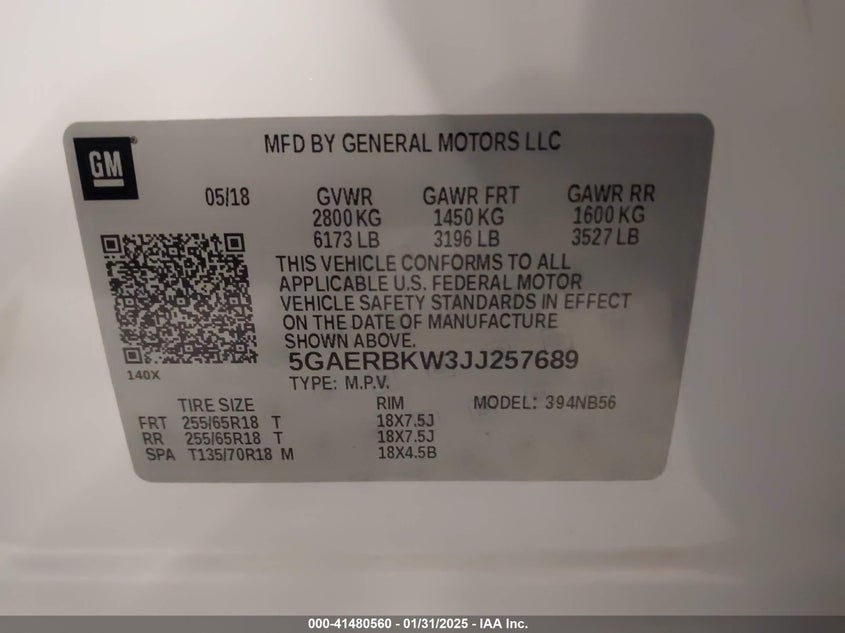 GM
MFD BY GENERAL MOTORS LLC
05/18 GVWR GAWR FRT GAWR RR
2800 KG 1450 KG 1600 KG
6173 LB 3196 LB 3527 LB
THIS VEHICLE CONFORMS TO ALL
APPLICABLE U.S. FEDERAL MOTOR
VEHICLE SAFETY STANDARDS IN EFFECT
ON THE DATE OF MANUFACTURE
SHOWN ABOVE.
5GAERBKW3JJ257689
140X
TYPE: M.P.V.
TIRE SIZE RIM MODEL: 394NB56
FRT 255/65R18 T 18X7.5J
RR 255/65R18 T 18X7.5J
SPA T135/70R18 M 18X4.5B
000-41480560 - 01/31/2025 - IAA Inc.